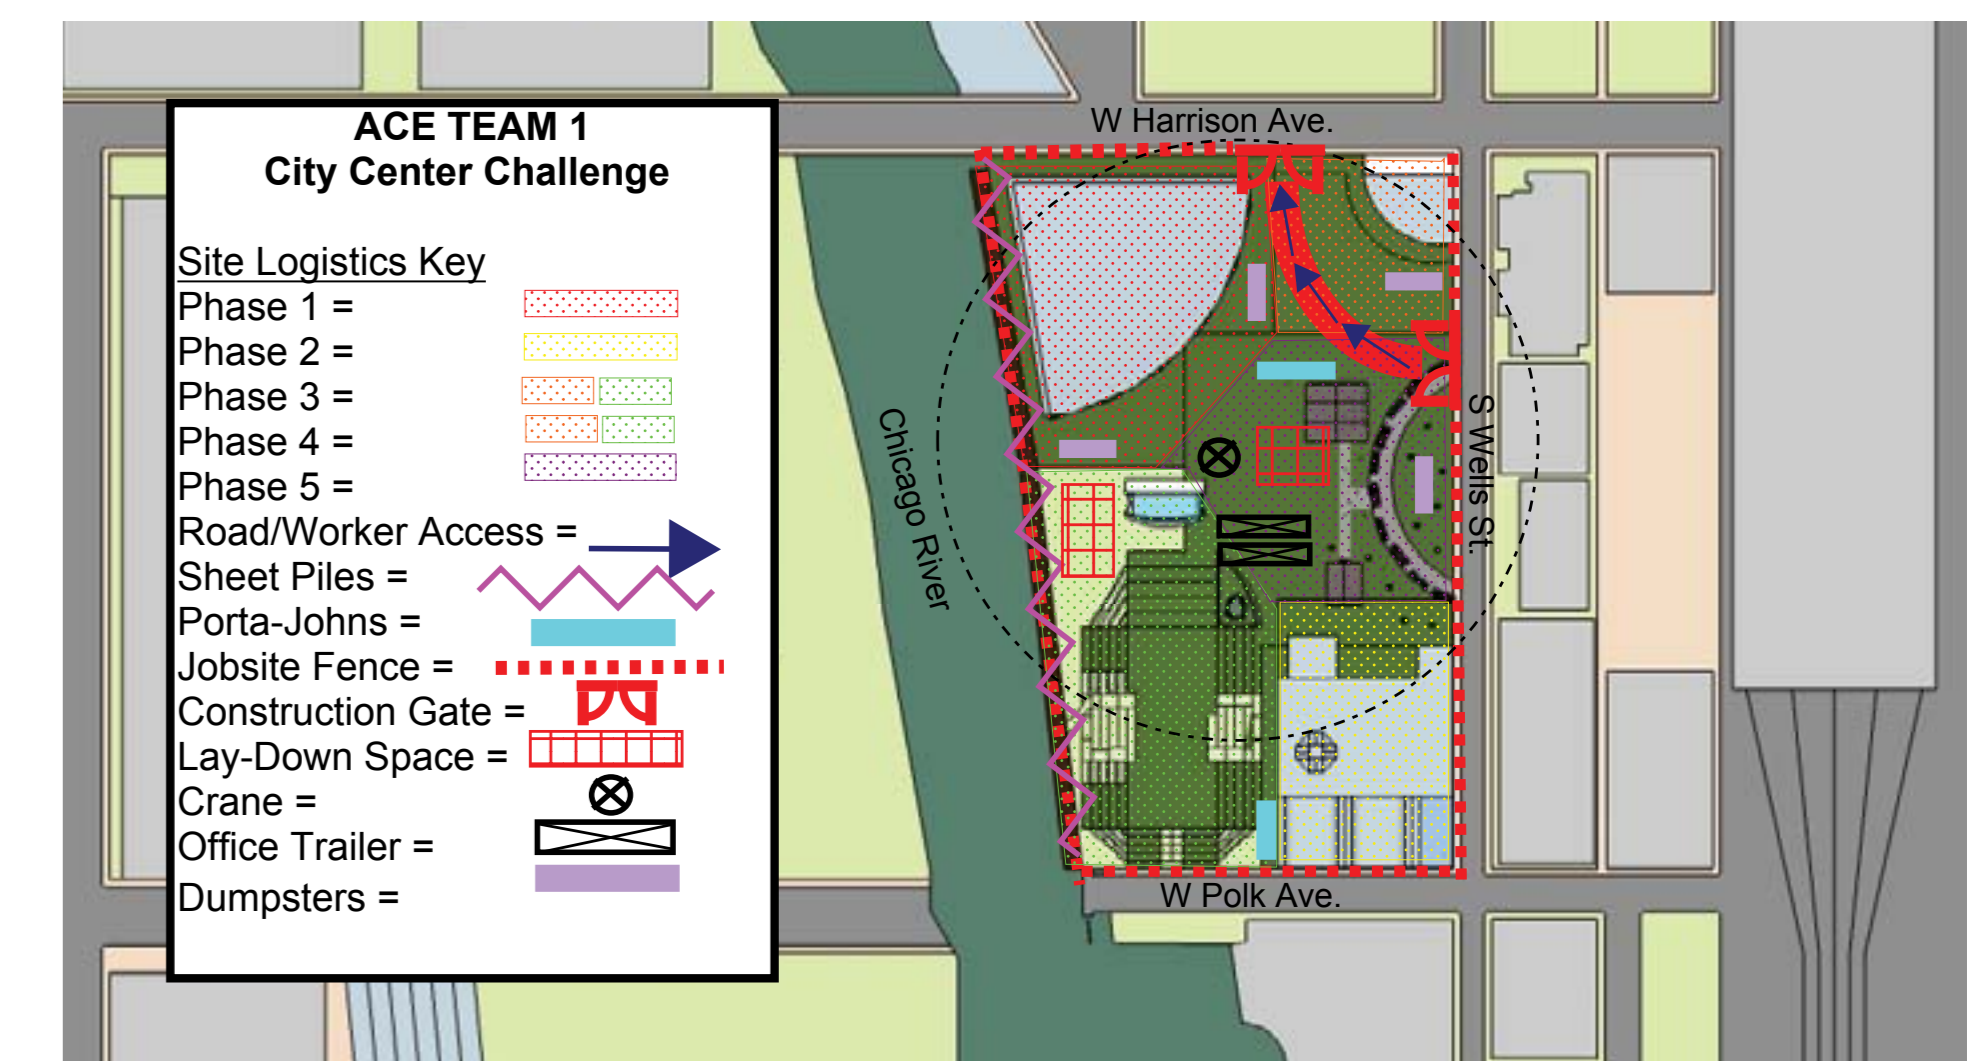 ACE TEAM 1
City Center Challenge
Site Logistics Key
Phase 1 =
Phase 2 =
Phase 3 =
Phase 4 =
Phase 5 =
Road/Worker Access =
Sheet Piles =
Porta-Johns =
Jobsite Fence =
Construction Gate =
Lay-Down Space =
Crane =
Office Trailer =
Dumpsters =
W Harrison Ave.
Chicago River
S Wells St.
W Polk Ave.